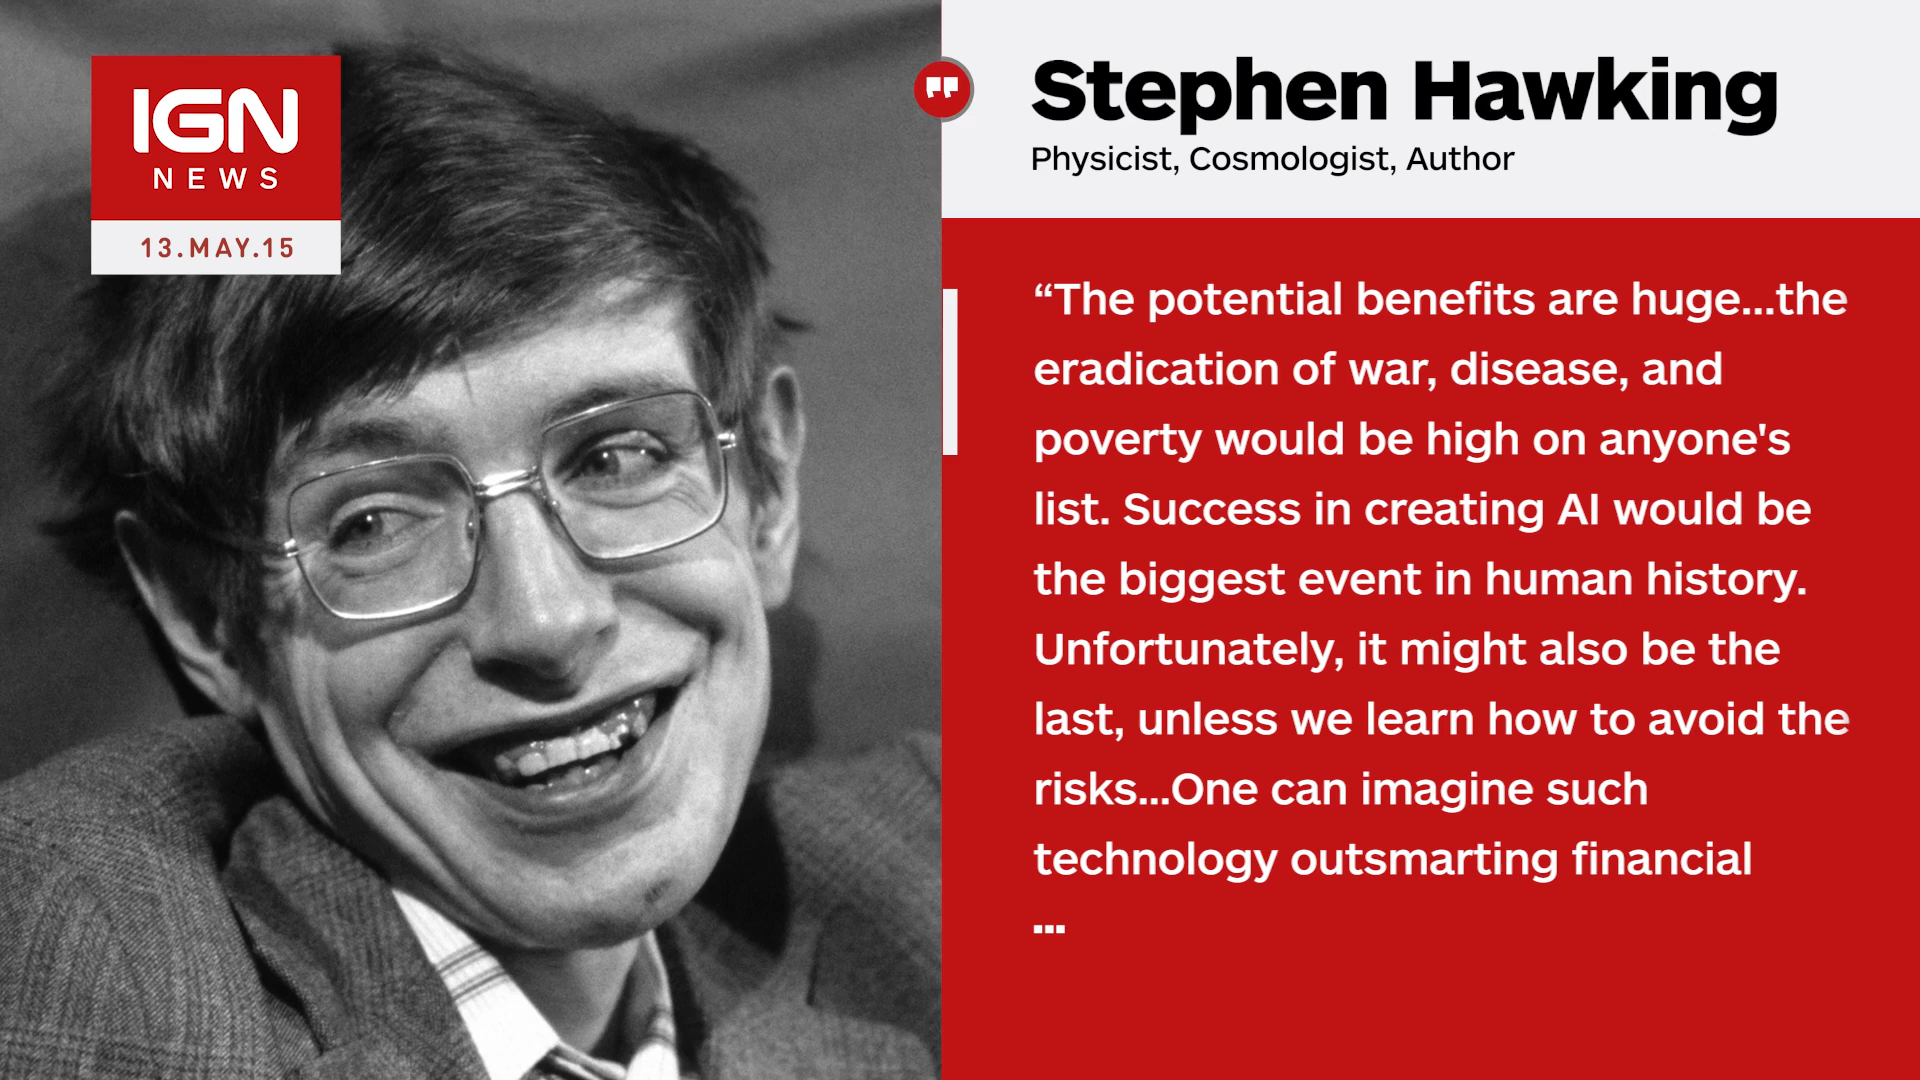 IGN
NEWS
13.MAY.15
Stephen Hawking
Physicist, Cosmologist, Author
“The potential benefits are huge...the
eradication of war, disease, and
poverty would be high on anyone's
list. Success in creating AI would be
the biggest event in human history.
Unfortunately, it might also be the
last, unless we learn how to avoid the
risks...One can imagine such
technology outsmarting financial
...